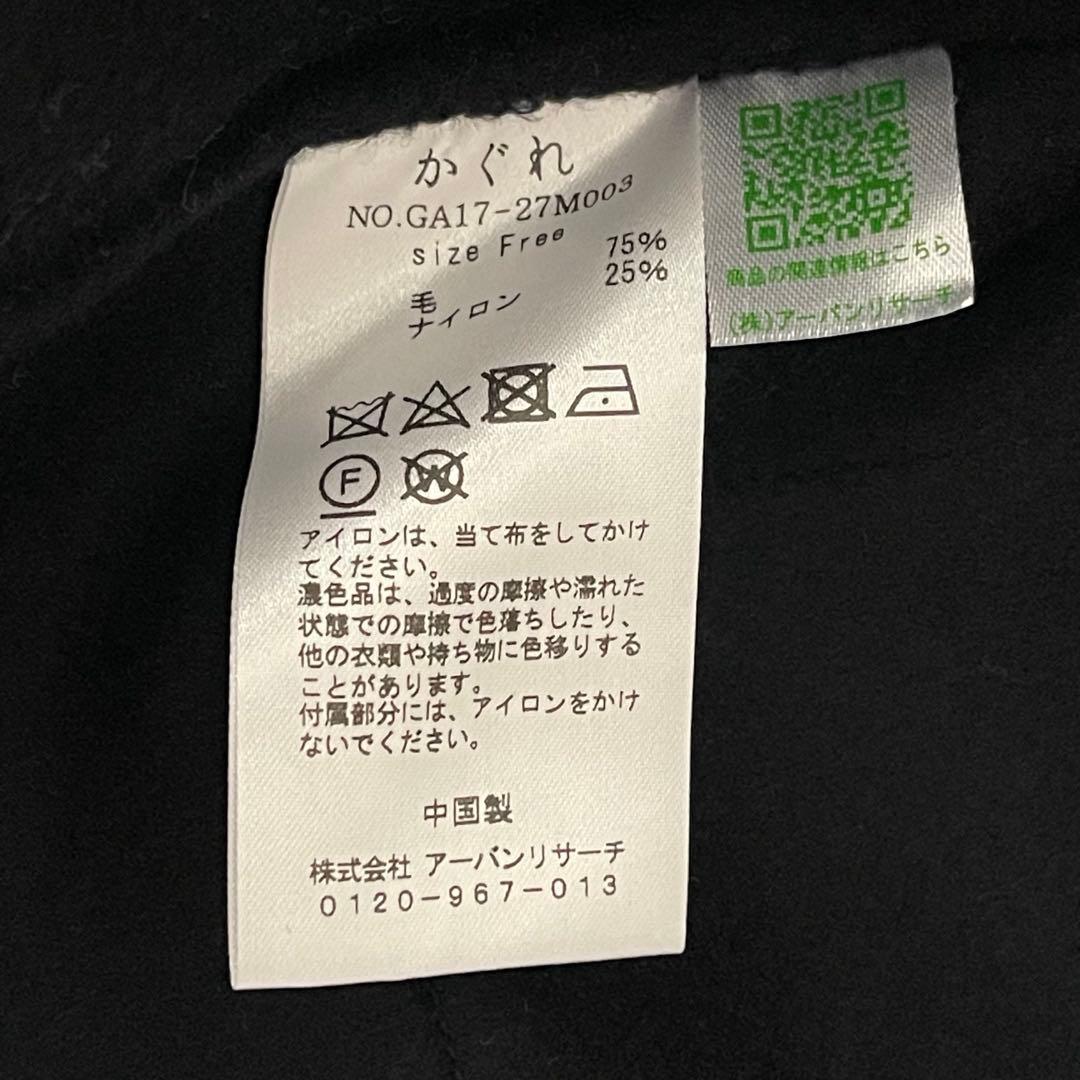 かぐれ
NO.GA17-27M003
size Free
毛 75%
ナイロン 25%
F
W
アイロンは、当て布をしてかけ
てください。
濃色品は、過度の摩擦や濡れた
状態での摩擦で色落ちしたり、
他の衣類や持ち物に色移りする
ことがあります。
付属部分には、アイロンをかけ
ないでください。
中国製
株式会社 アーバンリサーチ
0120-967-013
商品の関連情報はこちら
(株)アーバンリサーチ